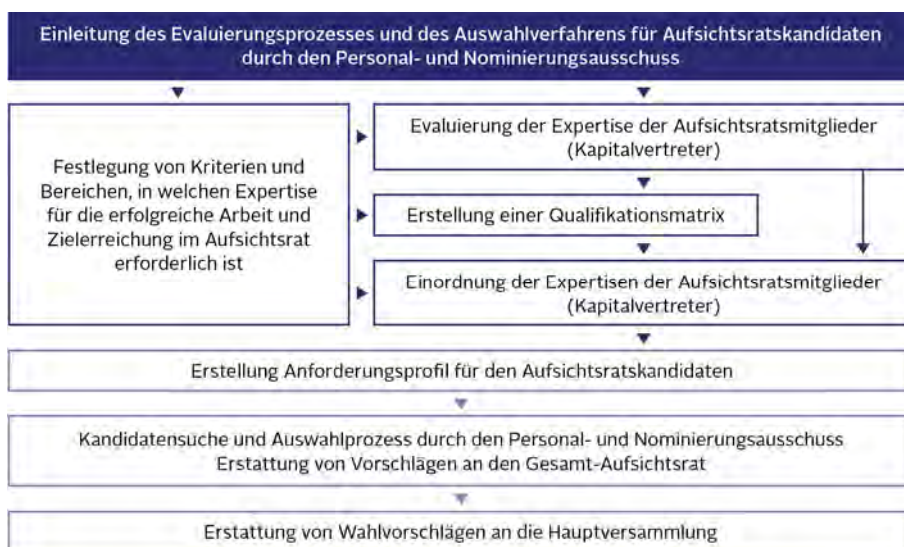 Einleitung des Evaluierungsprozesses und des Auswahlverfahrens für Aufsichtsratskandidaten
durch den Personal- und Nominierungsausschuss
Festlegung von Kriterien und
Bereichen, in welchen Expertise
für die erfolgreiche Arbeit und
Zielerreichung im Aufsichtsrat
erforderlich ist
Evaluierung der Expertise der Aufsichtsratsmitglieder
(Kapitalvertreter)
Erstellung einer Qualifikationsmatrix
Einordnung der Expertisen der Aufsichtsratsmitglieder
(Kapitalvertreter)
Erstellung Anforderungsprofil für den Aufsichtsratskandidaten
Kandidatensuche und Auswahlprozess durch den Personal- und Nominierungsausschuss
Erstattung von Vorschlägen an den Gesamt-Aufsichtsrat
Erstattung von Wahlvorschlägen an die Hauptversammlung